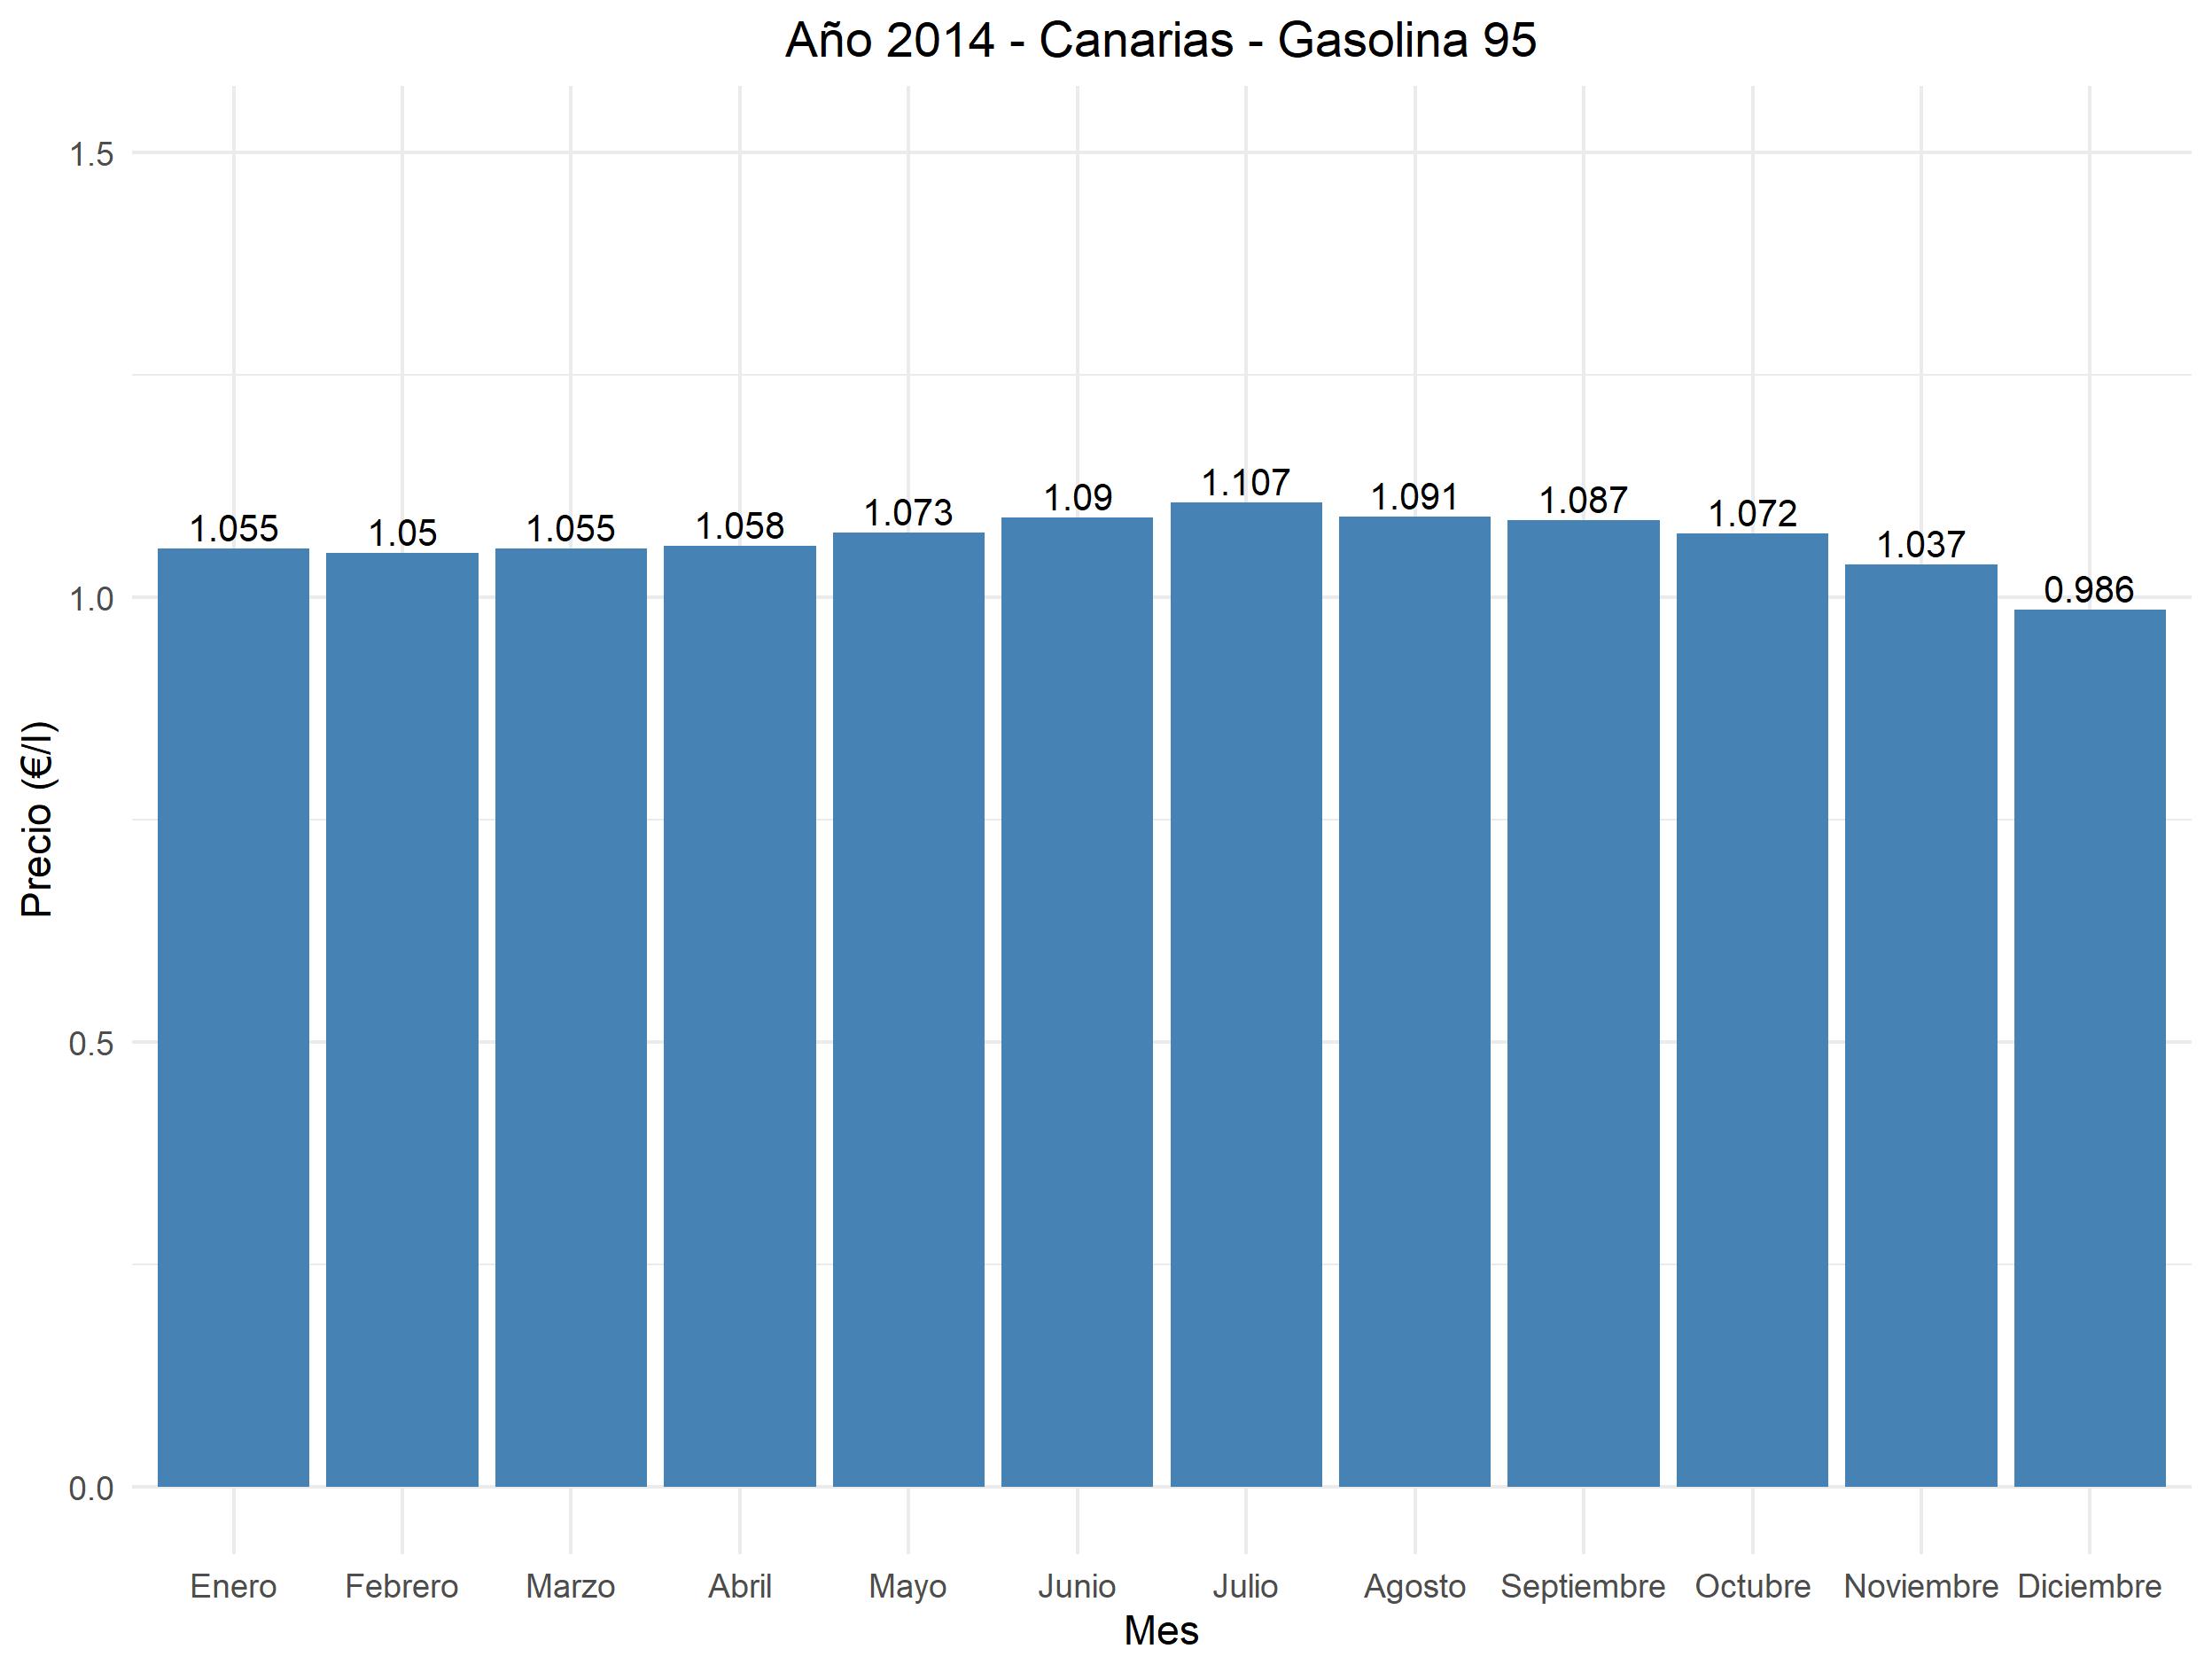 Año 2014 - Canarias - Gasolina 95
1.5
1.0
0.5
0.0
Precio (€/l)
1.055
1.05
1.055
1.058
1.073
1.09
1.107
1.091
1.087
1.072
1.037
0.986
Enero
Febrero
Marzo
Abril
Mayo
Junio
Julio
Agosto
Septiembre
Octubre
Noviembre
Diciembre
Mes